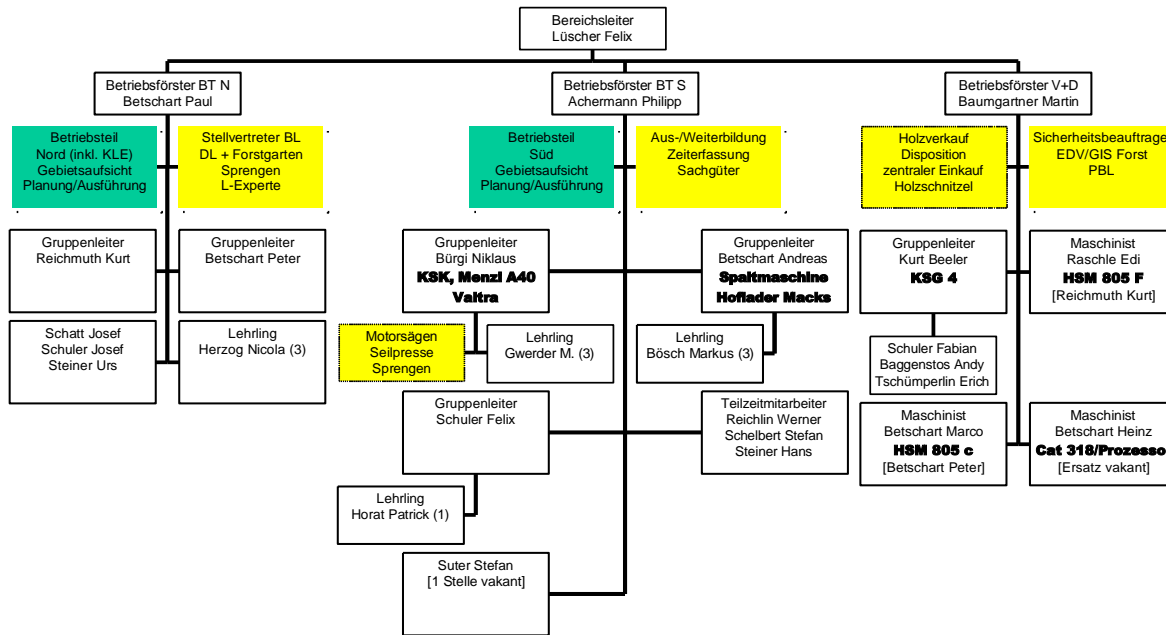 Bereichsleiter
Lüscher Felix
Betriebsförster BT N
Betschart Paul
Betriebsförster BT S
Achermann Philipp
Betriebsförster V+D
Baumgartner Martin
Betriebsteil
Nord (inkl. KLE)
Gebietsaufsicht
Planung/Ausführung
Stellvertreter BL
DL + Forstgarten
Sprengen
L-Experte
Betriebsteil
Süd
Gebietsaufsicht
Planung/Ausführung
Aus-/Weiterbildung
Zeiterfassung
Sachgüter
Holzverkauf
Disposition
zentraler Einkauf
Holzschnitzel
Sicherheitsbeauftrage
EDV/GIS Forst
PBL
Gruppenleiter
Reichmuth Kurt
Gruppenleiter
Betschart Peter
Gruppenleiter
Bürgi Niklaus
KSK, Menzi A40
Valtra
Gruppenleiter
Betschart Andreas
Spaltmaschine
Hoflader Macks
Gruppenleiter
Kurt Beeler
KSG 4
Maschinist
Raschle Edi
HSM 805 F
[Reichmuth Kurt]
Schatt Josef
Schuler Josef
Steiner Urs
Lehrling
Herzog Nicola (3)
Motorsägen
Seilpresse
Sprengen
Lehrling
Gwerder M. (3)
Lehrling
Bösch Markus (3)
Schuler Fabian
Baggenstos Andy
Tschümperlin Erich
Gruppenleiter
Schuler Felix
Teilzeitmitarbeiter
Reichlin Werner
Schelbert Stefan
Steiner Hans
Maschinist
Betschart Marco
HSM 805 c
[Betschart Peter]
Maschinist
Betschart Heinz
Cat 318/Prozesso
[Ersatz vakant]
Lehrling
Horat Patrick (1)
Suter Stefan
[1 Stelle vakant]